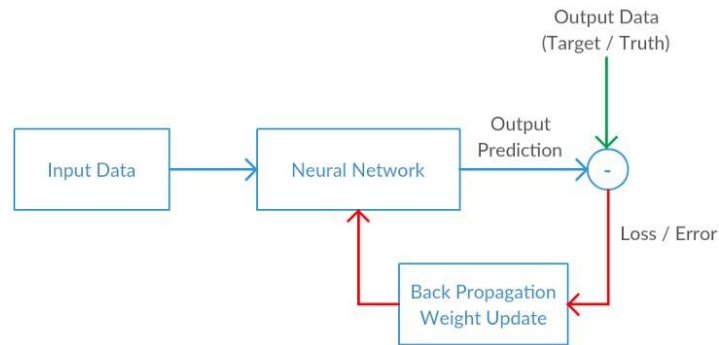 Output Data
(Target / Truth)
Input Data
Neural Network
Output
Prediction
-
Loss / Error
Back Propagation
Weight Update